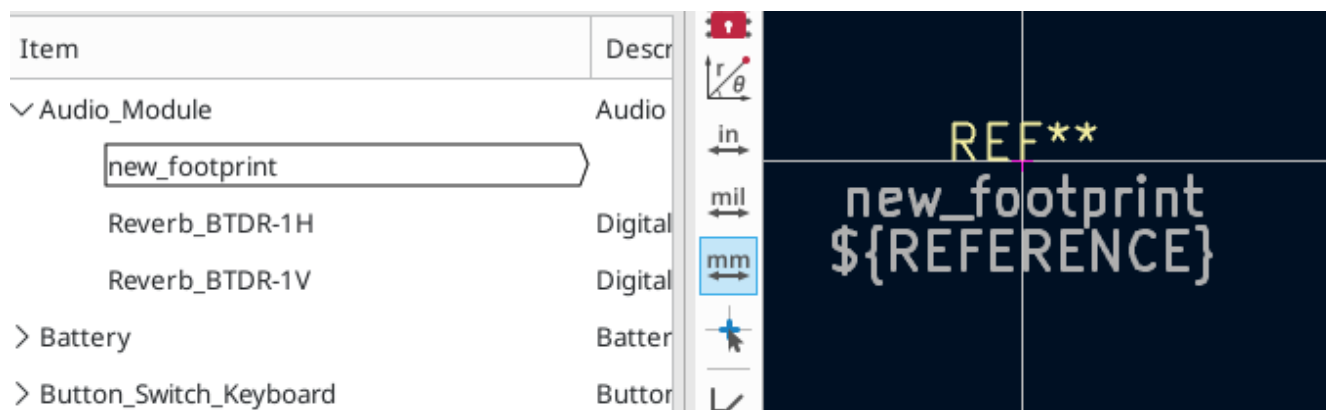 Item
Descr
Audio_Module
Audio
new_footprint
Reverb_BTDR-1H
Digital
Reverb_BTDR-1V
Digital
Battery
Batter
Button_Switch_Keyboard
Button
r
θ
in
mil
mm
REF**
new_footprint
${REFERENCE}